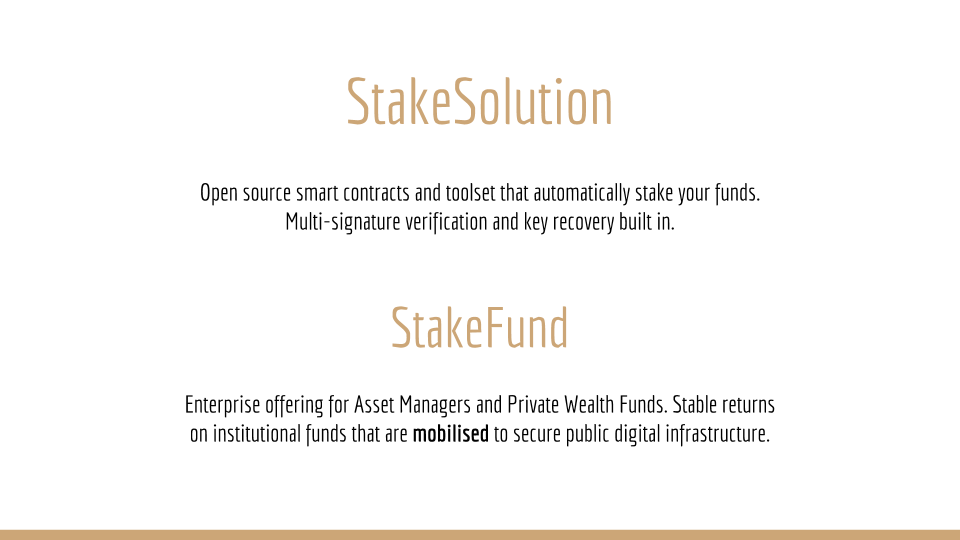 StakeSolution
Open source smart contracts and toolset that automatically stake your funds.
Multi-signature verification and key recovery built in.
StakeFund
Enterprise offering for Asset Managers and Private Wealth Funds. Stable returns
on institutional funds that are mobilised to secure public digital infrastructure.